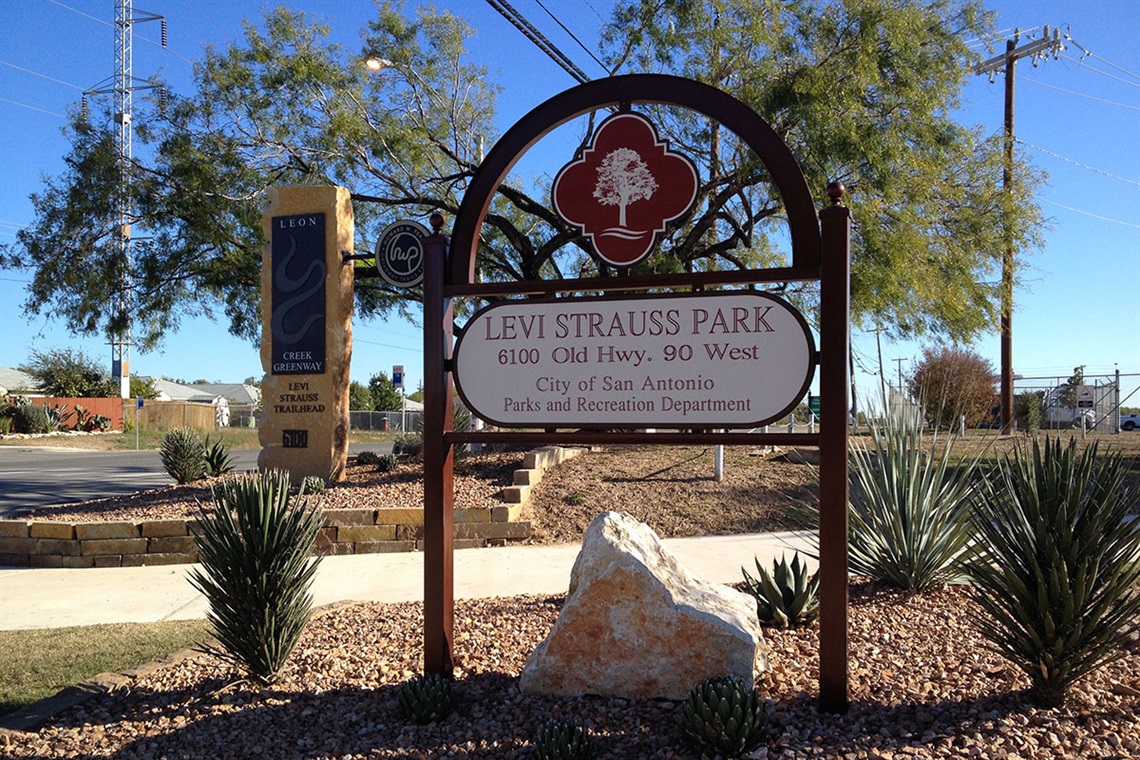 LEON
CREEK
GREENWAY
LEVI
STRAUSS
TRAILHEAD
LEVI STRAUSS PARK
6100 Old Hwy. 90 West
City of San Antonio
Parks and Recreation Department